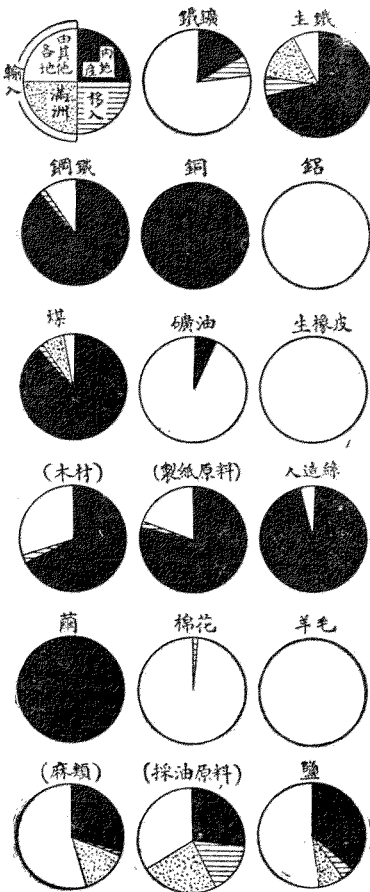 輸入
由其他各地
內地產
滿洲
移入
鐵礦
生鐵
鋼鐵
銅
鋁
煤
礦油
生橡皮
(木材)
(製紙原料)
人造絲
繭
棉花
羊毛
(麻類)
(採油原料)
鹽